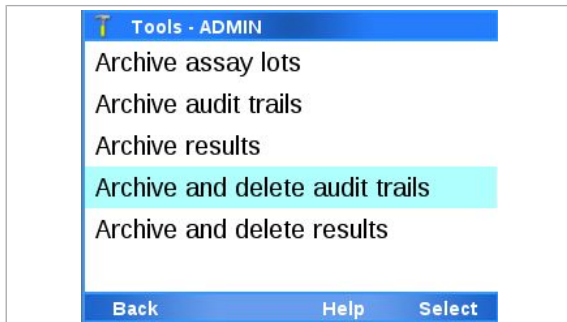 Tools - ADMIN
Archive assay lots
Archive audit trails
Archive results
Archive and delete audit trails
Archive and delete results
Back Help Select